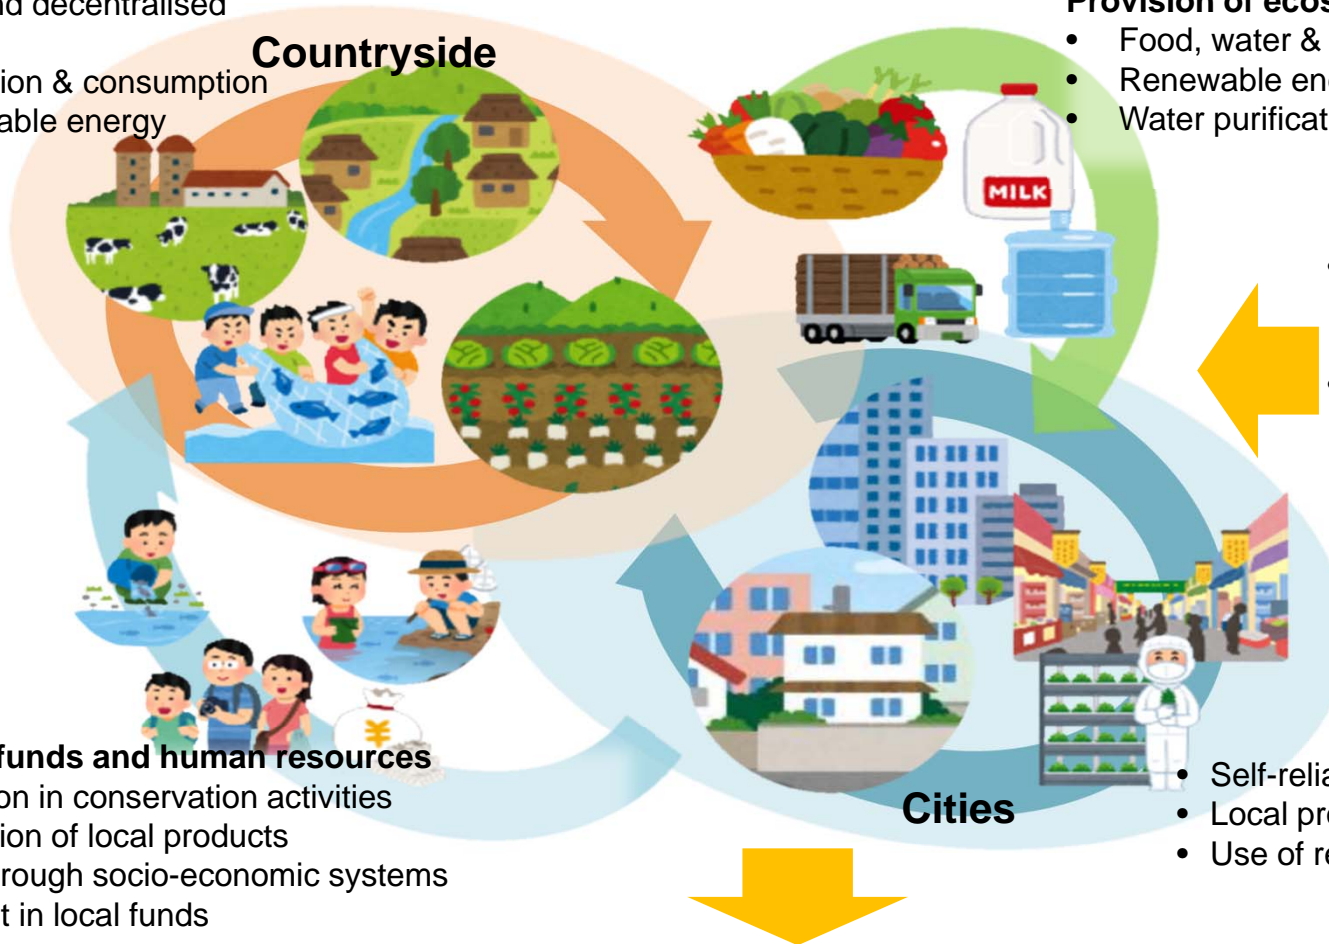 nd decentralised
Countryside
ion & consumption
able energy
Provision of ecos
• Food, water &
• Renewable en
• Water purificat
MILK
¥
funds and human resources
on in conservation activities
ion of local products
rough socio-economic systems
t in local funds
Cities
• Self-relia
• Local pro
• Use of re